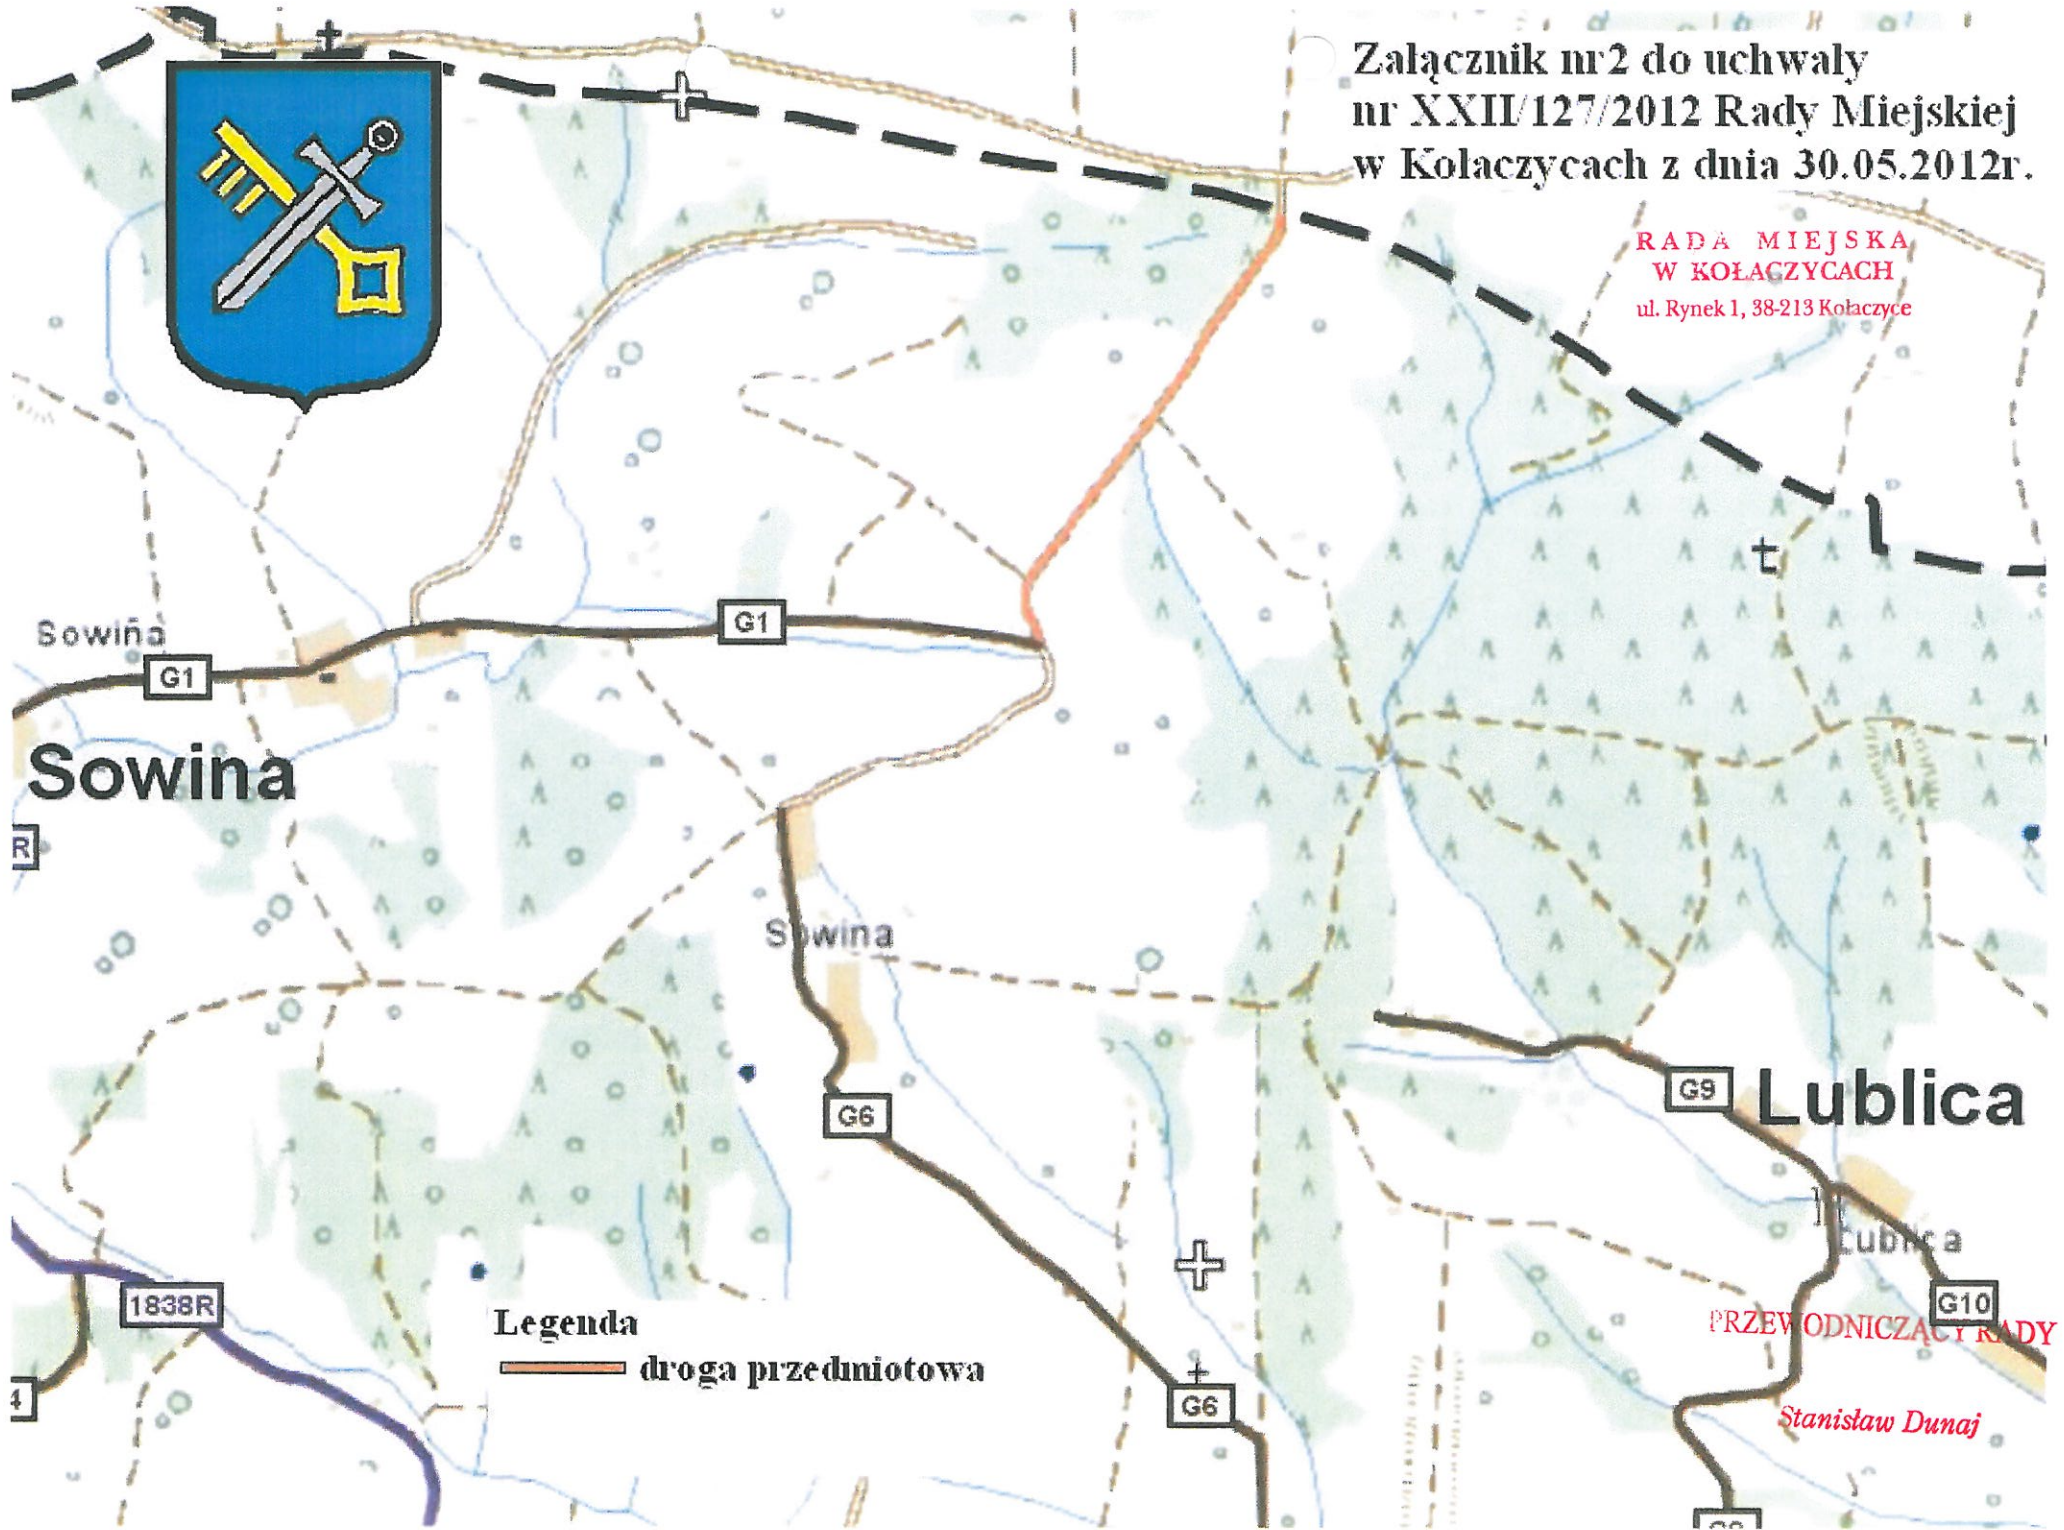 Załącznik nr2 do uchwały
nr XXII/127/2012 Rady Miejskiej
w Kołaczycach z dnia 30.05.2012r.
RADA MIEJSKA
W KOŁACZYCACH
ul. Rynek 1, 38-213 Kołaczyce
G1
Sowina
G1
Sowina
R
Sowina
G6
G9
Lublica
Lublica
G10
1838R
Legenda
droga przedmiotowa
PRZEWODNICZĄCY RADY
4
G6
Stanisław Dunaj